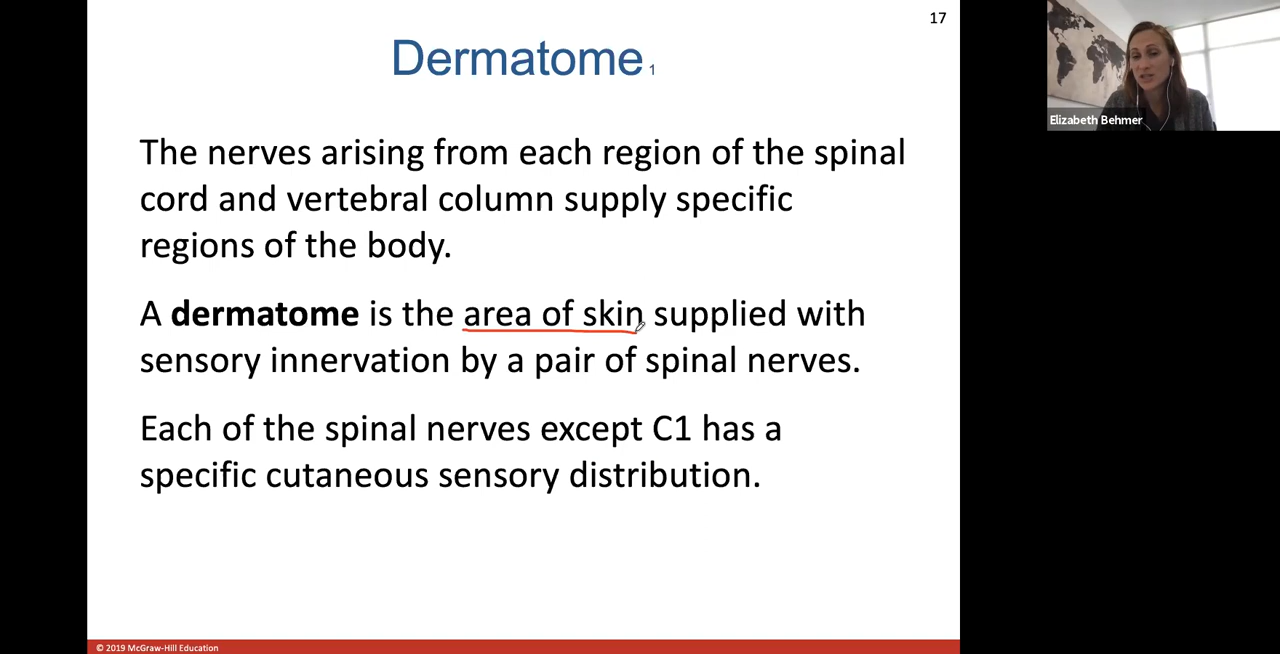 17
Dermatome 1
Elizabeth Behmer
The nerves arising from each region of the spinal
cord and vertebral column supply specific
regions of the body.
A dermatome is the area of skin supplied with
sensory innervation by a pair of spinal nerves.
Each of the spinal nerves except C1 has a
specific cutaneous sensory distribution.
© 2019 McGraw-Hill Education